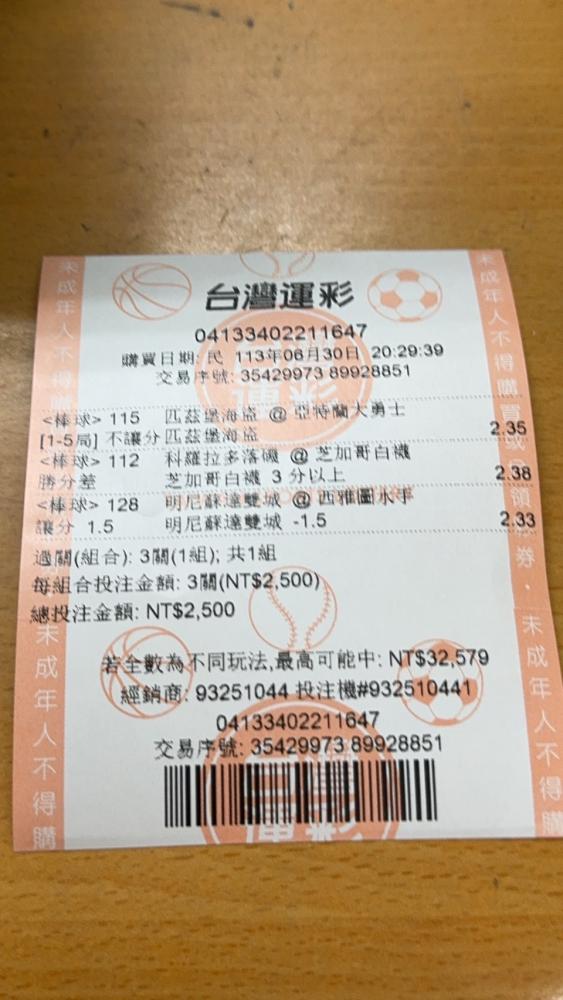 台灣運彩
04133402211647
購買日期: 民 113年06月30日 20:29:39
交易序號: 35429973 89928851
<棒球> 115 匹茲堡海盜 @ 亞特蘭大勇士
[1-5局] 不讓分 匹茲堡海盜 2.35
<棒球> 112 科羅拉多落磯 @ 芝加哥白襪
勝分差 芝加哥白襪 3 分以上 2.38
<棒球> 128 明尼蘇達雙城 @ 西雅圖水手
讓分 1.5 明尼蘇達雙城 -1.5 2.33
過關(組合): 3關(1組); 共1組
每組合投注金額: 3關(NT$2,500)
總投注金額: NT$2,500
若全數為不同玩法,最高可能中: NT$32,579
經銷商: 93251044 投注機#932510441
04133402211647
交易序號: 35429973 89928851
未成年人不得購
未成年人不得購
未成年人不得購買或
領
券.
未成年人不得購